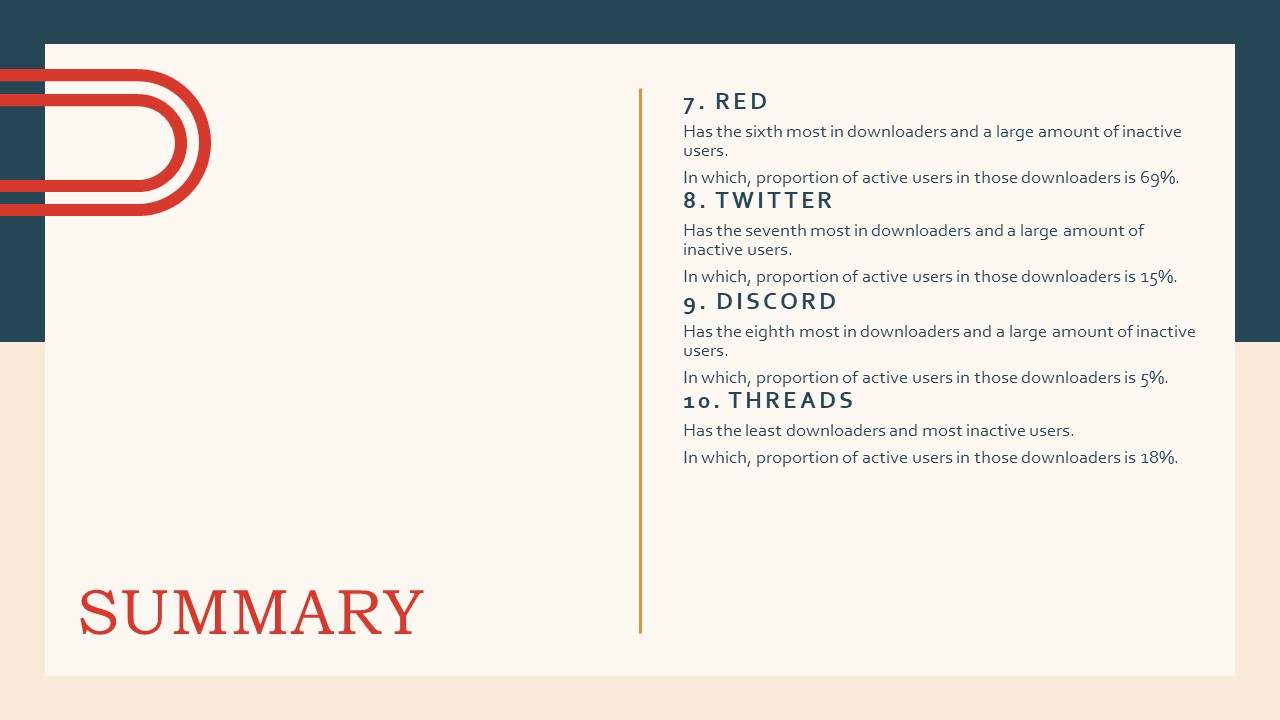 7. RED
Has the sixth most in downloaders and a large amount of inactive
users.
In which, proportion of active users in those downloaders is 69%.
8. TWITTER
Has the seventh most in downloaders and a large amount of
inactive users.
In which, proportion of active users in those downloaders is 15%.
9. DISCORD
Has the eighth most in downloaders and a large amount of inactive
users.
In which, proportion of active users in those downloaders is 5%.
10. THREADS
Has the least downloaders and most inactive users.
In which, proportion of active users in those downloaders is 18%.
SUMMARY